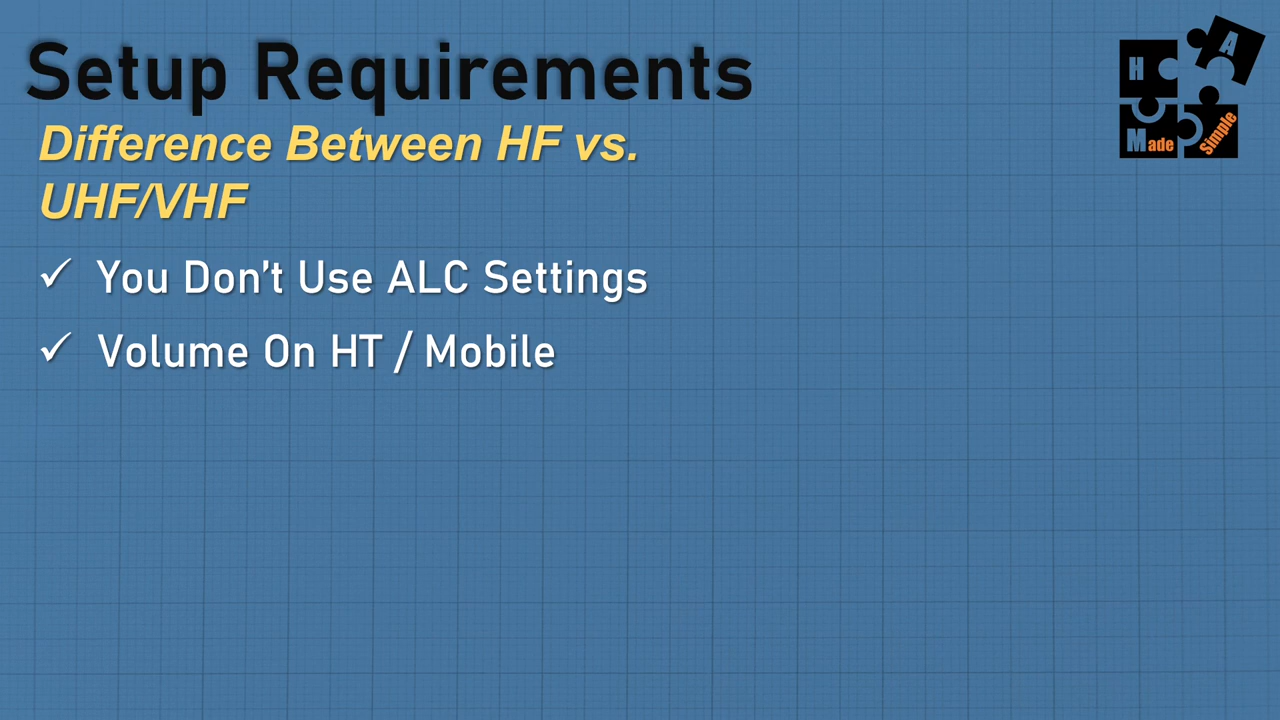 Setup Requirements
Difference Between HF vs.
UHF/VHF
✓ You Don't Use ALC Settings
✓ Volume On HT / Mobile
H A
Made Simple